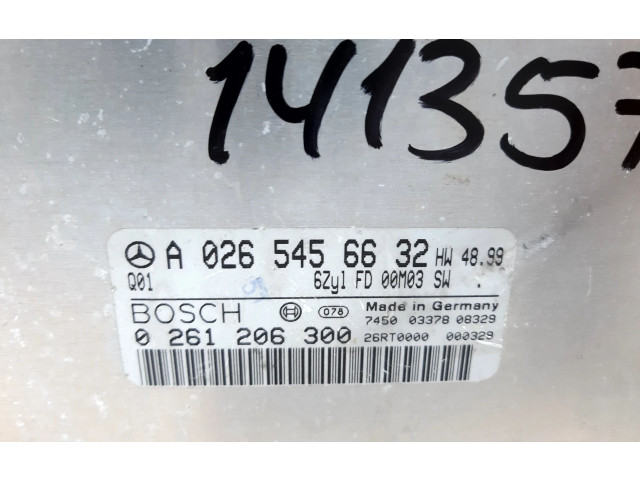 141357
A 026 545 66 32 HW 48.99
Q01 6Zyl FD 00M03 SW .
BOSCH 078 Made in Germany
7450 03378 08329
0 261 206 300 26RT0000 000329